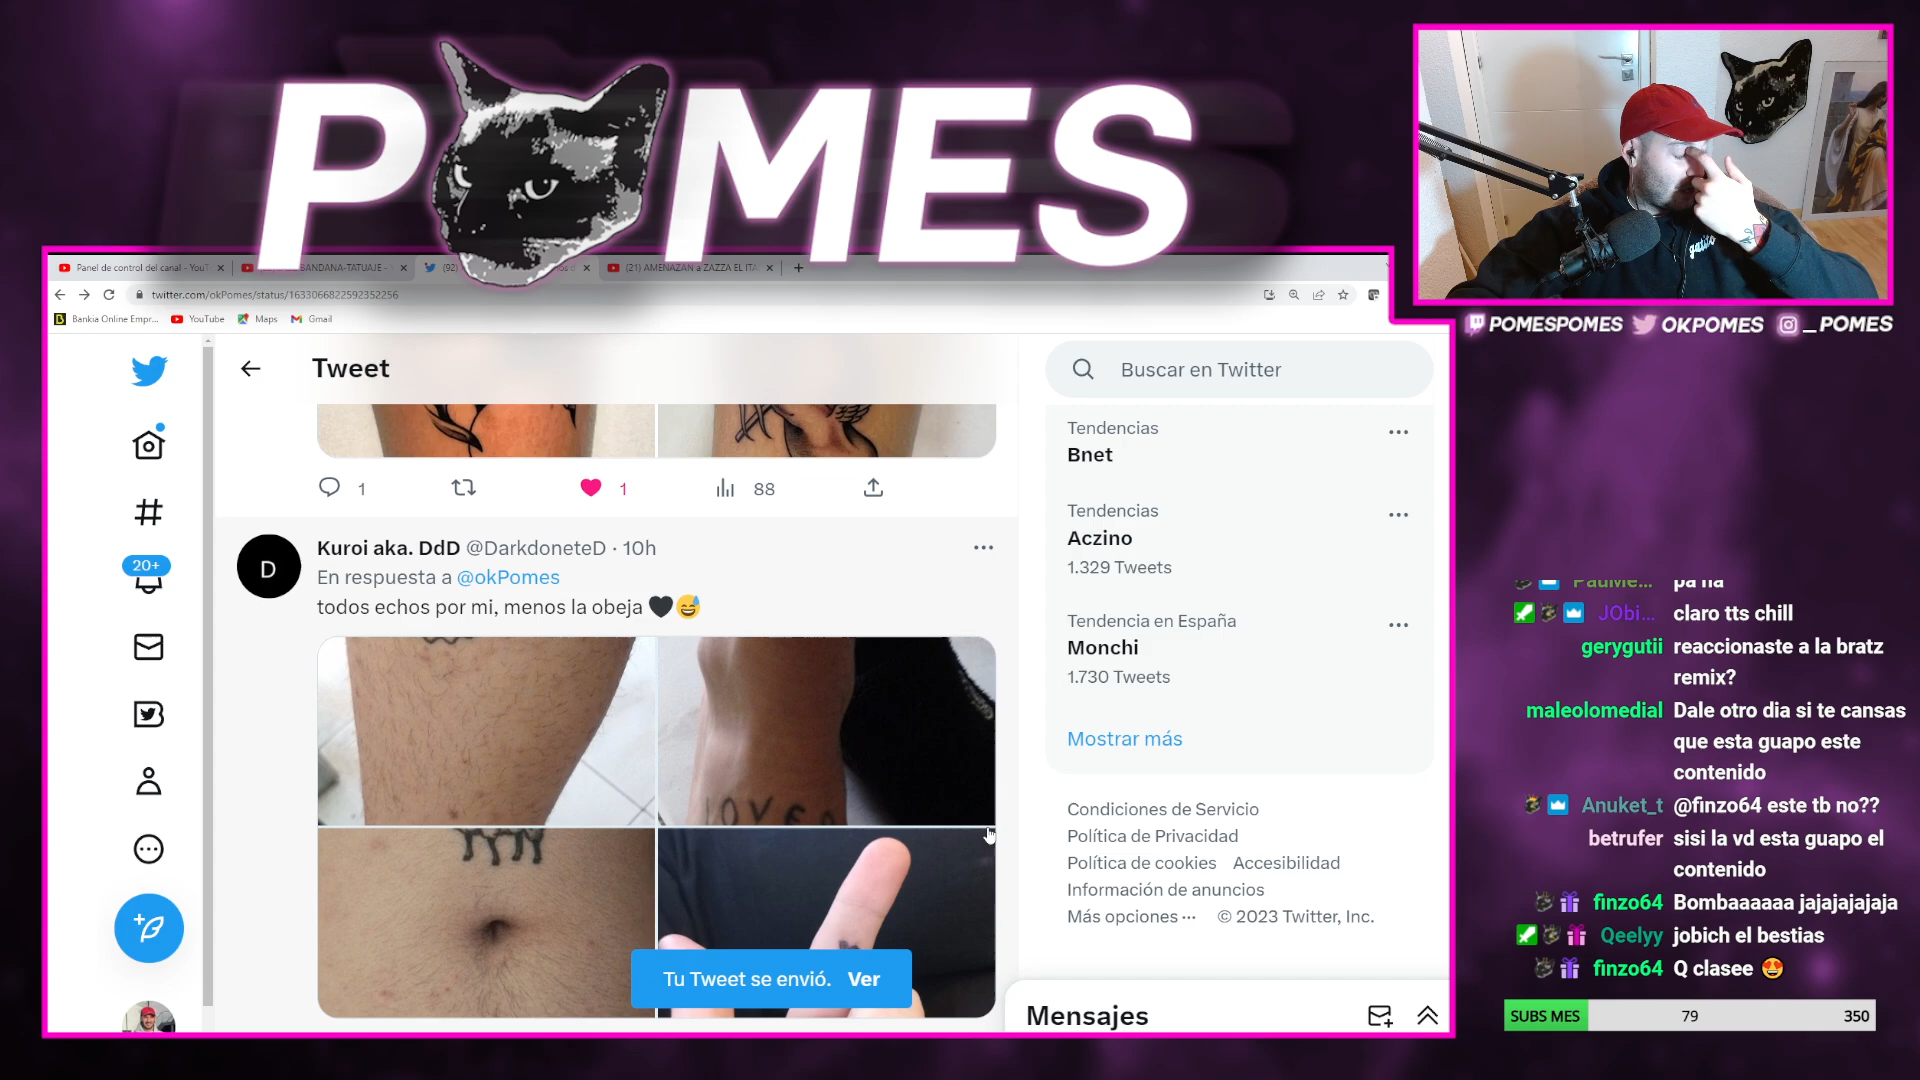 POMES
Panel de control del canal - YouT
BANDANA-TATUAJE -
(92)
(21) AMENAZAN a ZAZZA EL ITA
twitter.com/okPomes/status/1633066822592352256
Bankia Online Empr...
YouTube
Maps
Gmail
POMESPOMES
OKPOMES
_POMES
Tweet
Buscar en Twitter
1
1
88
20+
D
Kuroi aka. DdD @DarkdoneteD · 10h
En respuesta a @okPomes
todos echos por mi, menos la obeja 🖤😅
LOVER
Tu Tweet se envió. Ver
Tendencias
Bnet
Tendencias
Aczino
1.329 Tweets
Tendencia en España
Monchi
1.730 Tweets
Mostrar más
Condiciones de Servicio
Política de Privacidad
Política de cookies Accesibilidad
Información de anuncios
Más opciones ··· © 2023 Twitter, Inc.
Mensajes
PauMe... pa na
JObi... claro tts chill
gerygutii reaccionaste a la bratz
remix?
maleolomedial Dale otro dia si te cansas
que esta guapo este
contenido
Anuket_t @finzo64 este tb no??
betrufer sisi la vd esta guapo el
contenido
finzo64 Bombaaaaaa jajajajajaja
Qeelyy jobich el bestias
finzo64 Q clasee 😍
SUBS MES 79 350